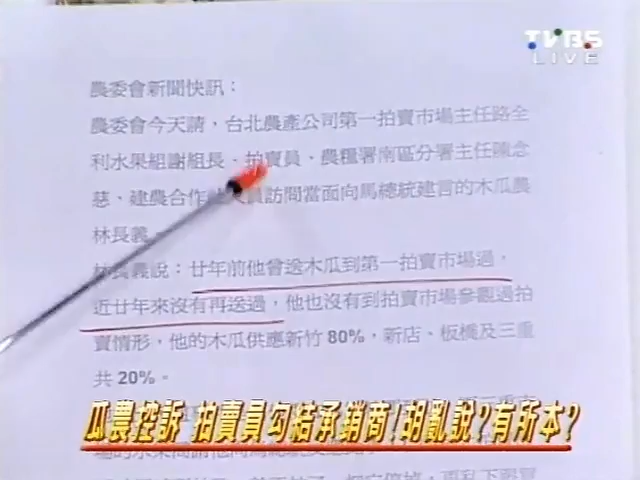 TVBS
LIVE
農委會新聞快訊：
農委會今天請，台北農產公司第一拍賣市場主任路全
利水果組謝組長、拍賣員、農糧署南區分署主任陳念
慈、建農合作 員訪問當面向馬總統建言的木瓜農
林長義。
林長義說：廿年前他曾送木瓜到第一拍賣市場過，
近廿年來沒有再送過，他也沒有到拍賣市場參觀過拍
賣情形，他的木瓜供應新竹 80%，新店、板橋及三重
共 20%。
瓜農控訴 拍賣員勾結承銷商!胡亂說?有所本?